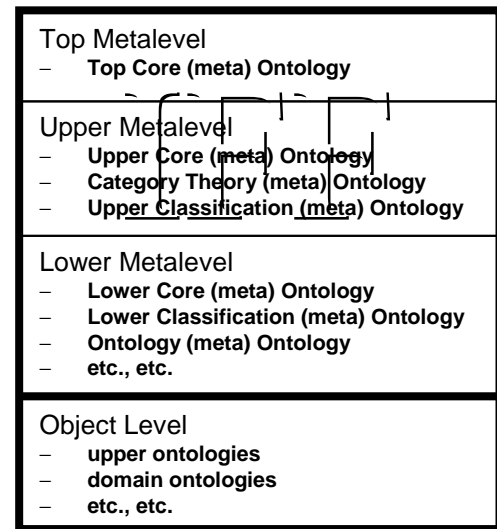 Top Metalevel
– Top Core (meta) Ontology
Upper Metalevel
– Upper Core (meta) Ontology
– Category Theory (meta) Ontology
– Upper Classification (meta) Ontology
Lower Metalevel
– Lower Core (meta) Ontology
– Lower Classification (meta) Ontology
– Ontology (meta) Ontology
– etc., etc.
Object Level
– upper ontologies
– domain ontologies
– etc., etc.